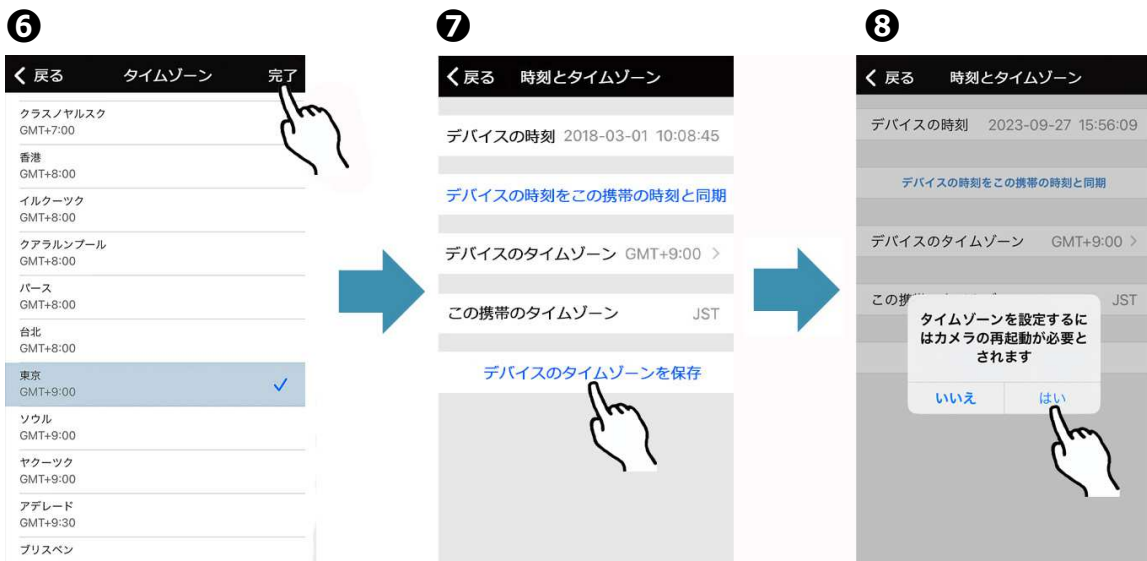 ❻
戻る タイムゾーン 完了
クラスノヤルスク
GMT+7:00
香港
GMT+8:00
イルクーツク
GMT+8:00
クアラルンプール
GMT+8:00
パース
GMT+8:00
台北
GMT+8:00
東京
GMT+9:00
ソウル
GMT+9:00
ヤクーツク
GMT+9:00
アデレード
GMT+9:30
ブリスベン
❼
戻る 時刻とタイムゾーン
デバイスの時刻 2018-03-01 10:08:45
デバイスの時刻をこの携帯の時刻と同期
デバイスのタイムゾーン GMT+9:00
この携帯のタイムゾーン JST
デバイスのタイムゾーンを保存
❽
戻る 時刻とタイムゾーン
デバイスの時刻 2023-09-27 15:56:09
デバイスの時刻をこの携帯の時刻と同期
デバイスのタイムゾーン GMT+9:00
この JST
タイムゾーンを設定するに
はカメラの再起動が必要と
されます
いいえ はい